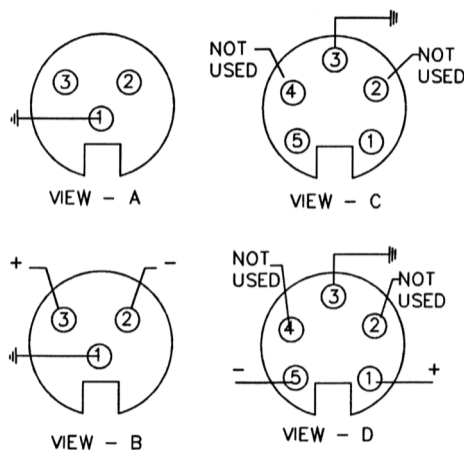 3 2
1
VIEW - A
NOT
USED
3
NOT
USED
4
2
5 1
VIEW - C
+ -
3 2
1
VIEW - B
NOT
USED
3
NOT
USED
4
2
- 5 1 +
VIEW - D